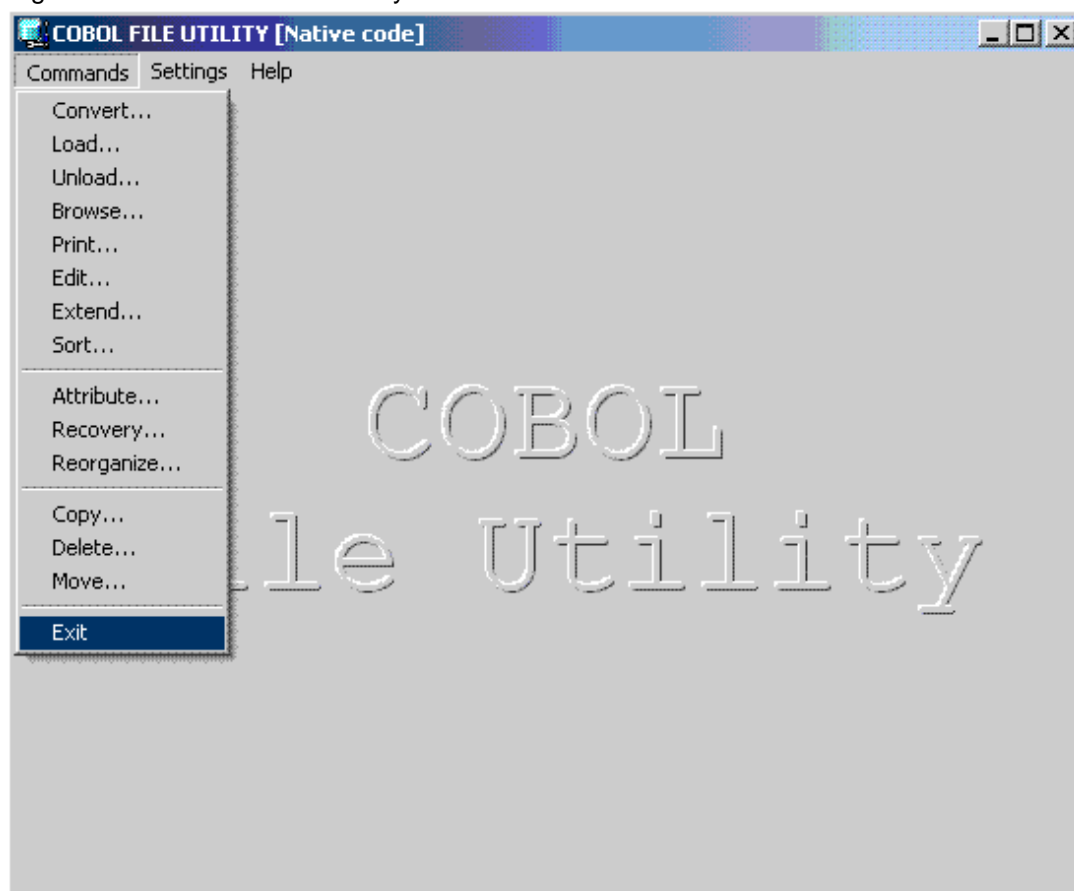 COBOL FILE UTILITY [Native code]
Commands Settings Help
Convert...
Load...
Unload...
Browse...
Print...
Edit...
Extend...
Sort...
Attribute...
Recovery...
Reorganize...
Copy...
Delete...
Move...
Exit
COBOL
le Utility